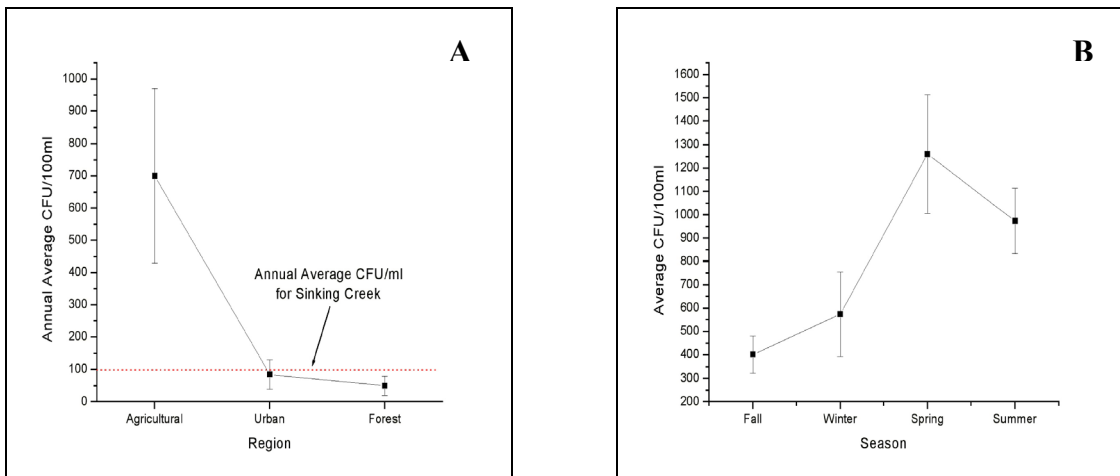 A
Annual Average CFU/100ml
1000
900
800
700
600
500
400
300
200
100
0
Annual Average CFU/ml
for Sinking Creek
Agricultural Urban Forest
Region
B
Average CFU/100ml
1600
1500
1400
1300
1200
1100
1000
900
800
700
600
500
400
300
200
Fall Winter Spring Summer
Season